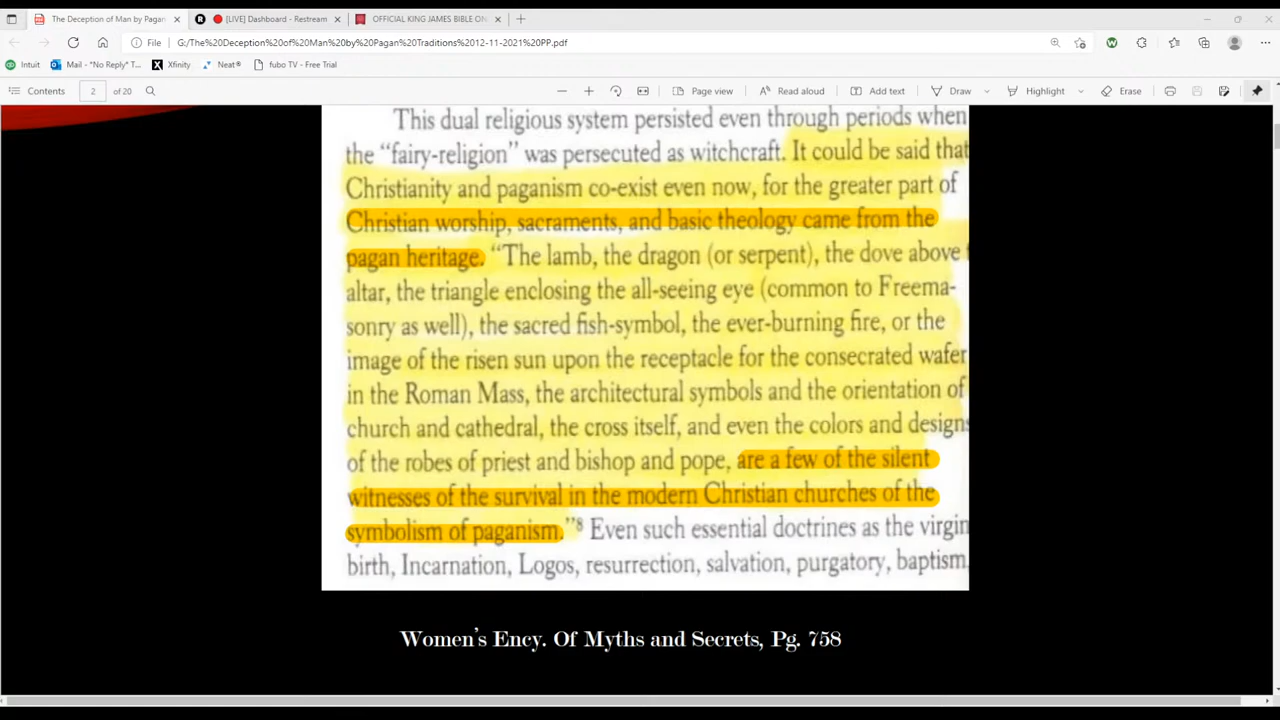 The Deception of Man by Pagan
[LIVE] Dashboard - Restream
OFFICIAL KING JAMES BIBLE ON
File
G:/The%20Deception%20of%20Man%20by%20Pagan%20Traditions%2012-11-2021%20PP.pdf
Intuit
Mail - "No Reply" T...
Xfinity
Neat®
fubo TV - Free Trial
Contents
2
of 20
Page view
Read aloud
Add text
Draw
Highlight
Erase
This dual religious system persisted even through periods when
the "fairy-religion" was persecuted as witchcraft. It could be said that
Christianity and paganism co-exist even now, for the greater part of
Christian worship, sacraments, and basic theology came from the
pagan heritage. "The lamb, the dragon (or serpent), the dove above
altar, the triangle enclosing the all-seeing eye (common to Freema-
sonry as well), the sacred fish-symbol, the ever-burning fire, or the
image of the risen sun upon the receptacle for the consecrated wafer
in the Roman Mass, the architectural symbols and the orientation of
church and cathedral, the cross itself, and even the colors and designs
of the robes of priest and bishop and pope, are a few of the silent
witnesses of the survival in the modern Christian churches of the
symbolism of paganism."8 Even such essential doctrines as the virgin
birth, Incarnation, Logos, resurrection, salvation, purgatory, baptism,
Women's Ency. Of Myths and Secrets, Pg. 758